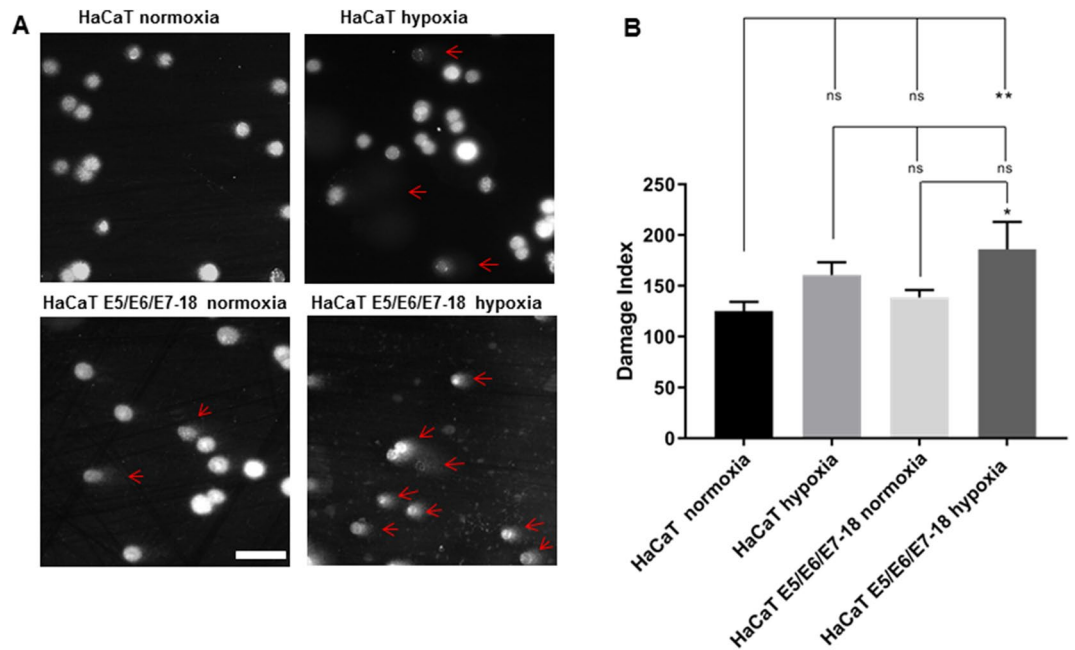 A
HaCaT normoxia
HaCaT hypoxia
HaCaT E5/E6/E7-18 normoxia
HaCaT E5/E6/E7-18 hypoxia
B
ns
ns
**
ns
ns
*
Damage Index
250
200
150
100
50
0
HaCaT normoxia
HaCaT hypoxia
HaCaT E5/E6/E7-18 normoxia
HaCaT E5/E6/E7-18 hypoxia